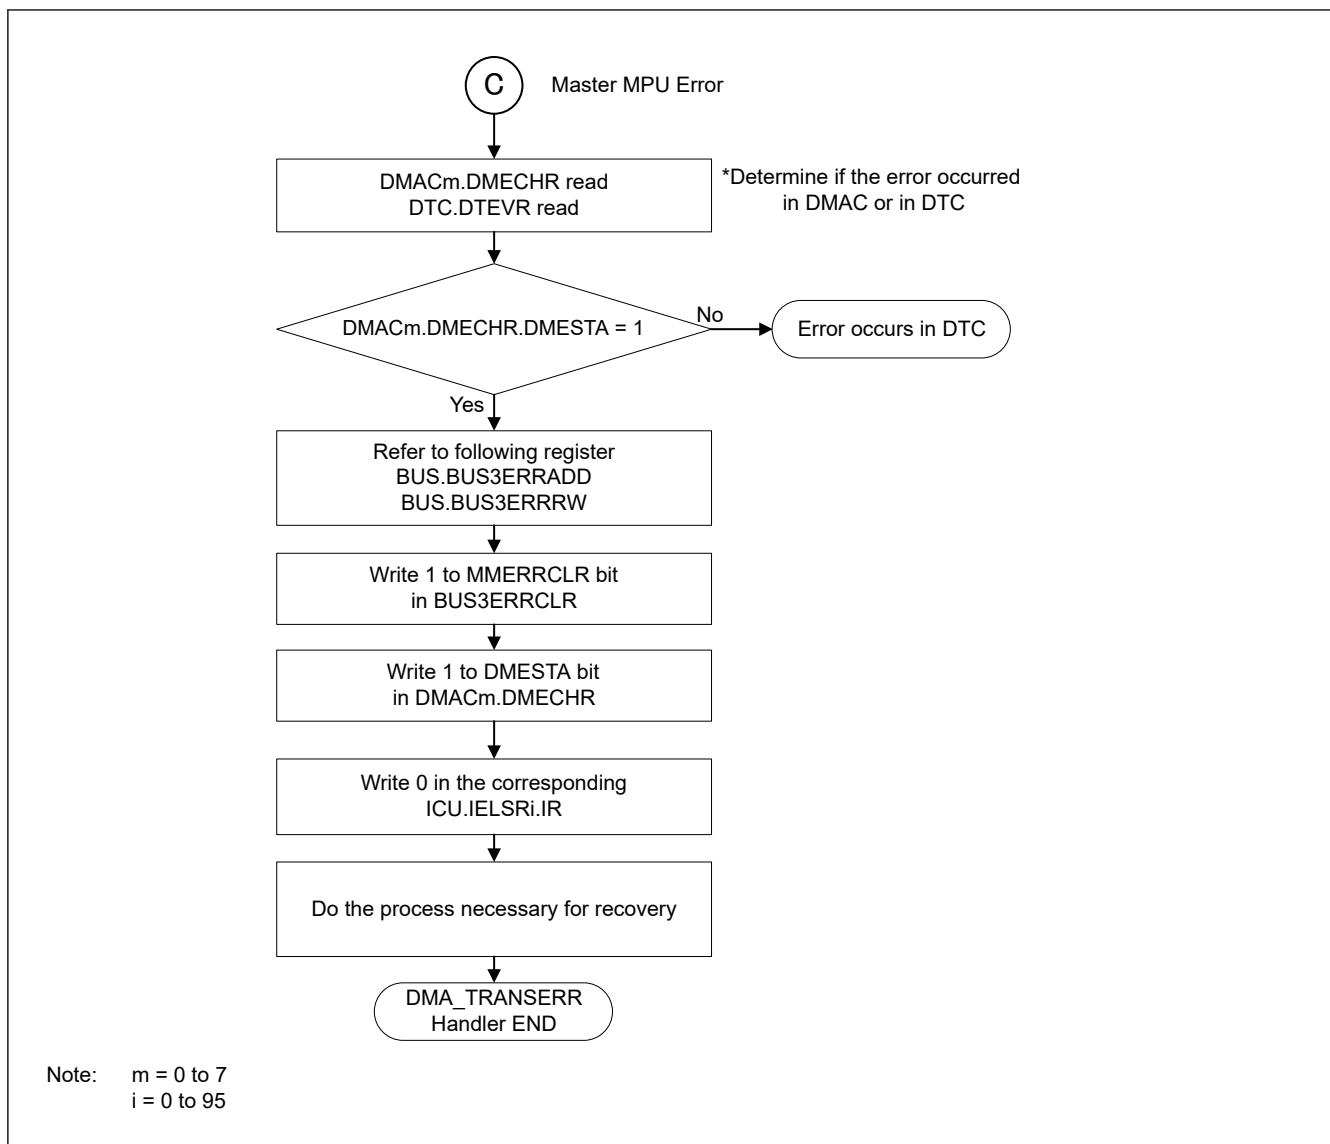 C
Master MPU Error
DMACm.DMECHR read
DTC.DTEVR read
*Determine if the error occurred
in DMAC or in DTC
DMACm.DMECHR.DMESTA = 1
No
Error occurs in DTC
Yes
Refer to following register
BUS.BUS3ERRADD
BUS.BUS3ERRRW
Write 1 to MMERRCLR bit
in BUS3ERRCLR
Write 1 to DMESTA bit
in DMACm.DMECHR
Write 0 in the corresponding
ICU.IELSRi.IR
Do the process necessary for recovery
DMA_TRANSERR
Handler END
Note: m = 0 to 7
i = 0 to 95